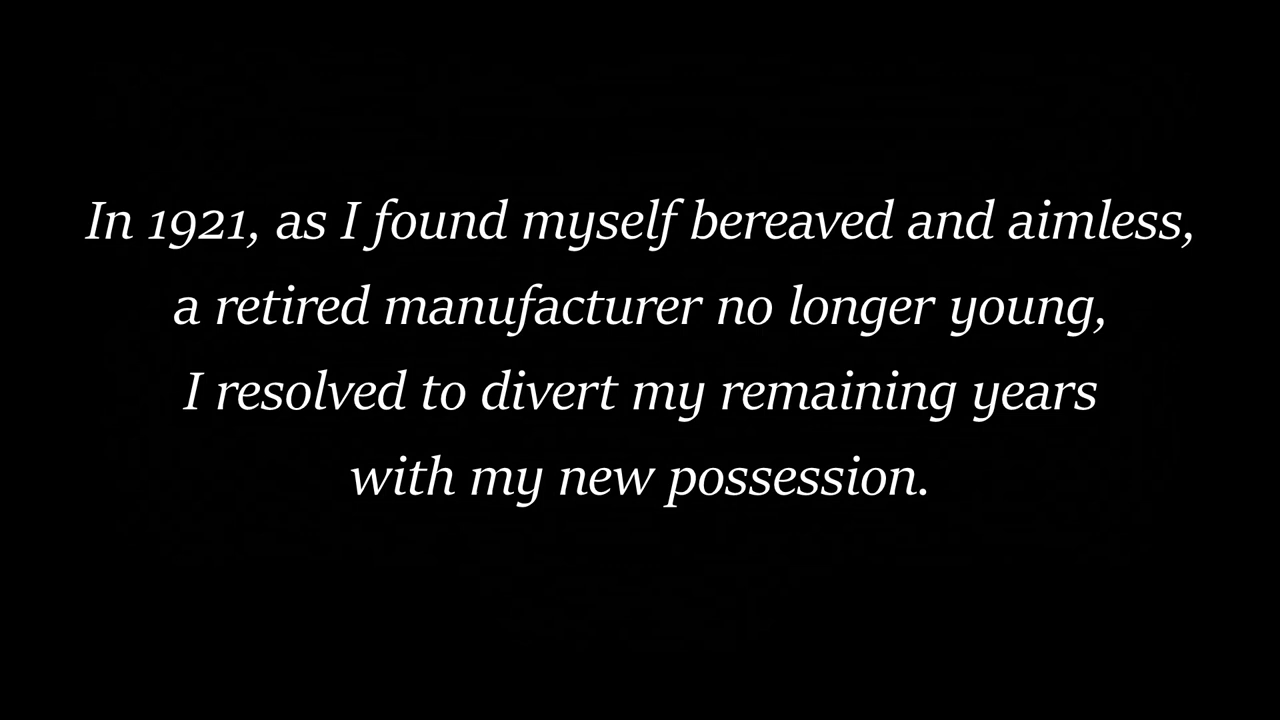 In 1921, as I found myself bereaved and aimless,
a retired manufacturer no longer young,
I resolved to divert my remaining years
with my new possession.